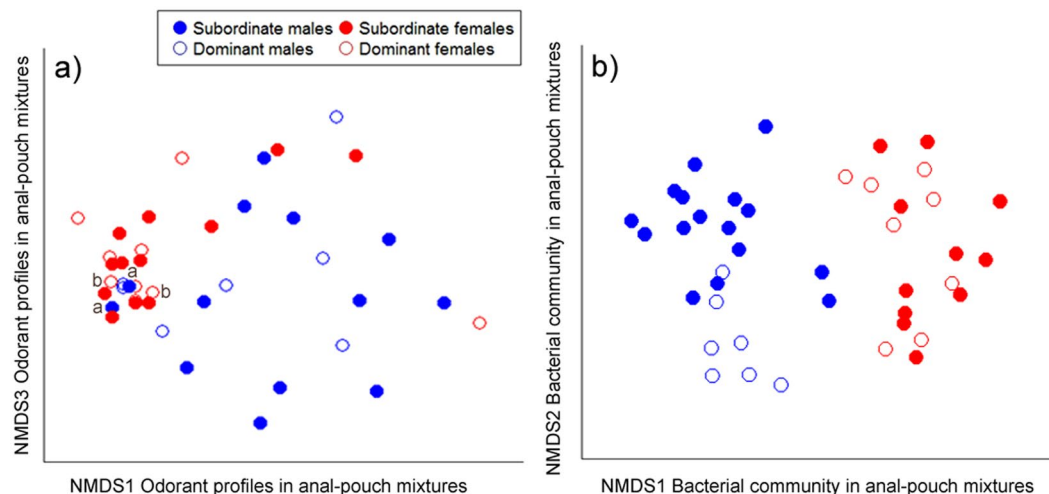 Subordinate males Subordinate females
Dominant males Dominant females
a)
b)
NMDS3 Odorant profiles in anal-pouch mixtures
a
b
b
a
NMDS1 Odorant profiles in anal-pouch mixtures
NMDS2 Bacterial community in anal-pouch mixtures
NMDS1 Bacterial community in anal-pouch mixtures